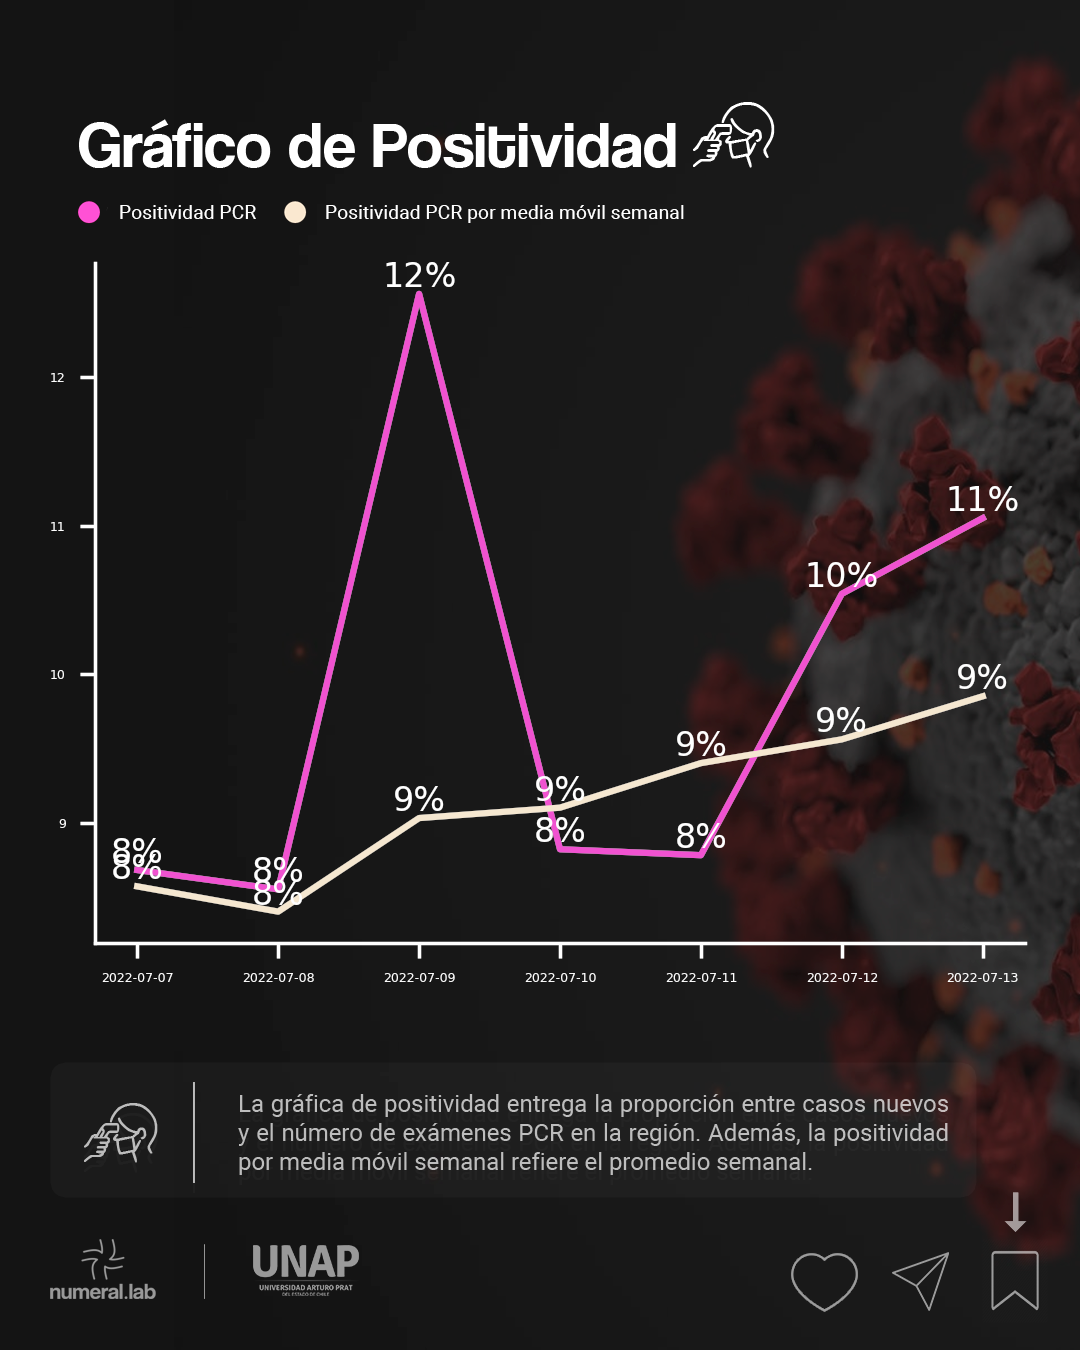 Gráfico de Positividad
Positividad PCR
Positividad PCR por media móvil semanal
12%
12
11
11%
10%
10
9%
9%
9%
9%
9%
9
8%
8%
8%
8%
8%
8%
2022-07-07 2022-07-08 2022-07-09 2022-07-10 2022-07-11 2022-07-12 2022-07-13
La gráfica de positividad entrega la proporción entre casos nuevos
y el número de exámenes PCR en la región. Además, la positividad
por media móvil semanal refiere el promedio semanal.
numeral.lab
UNAP
UNIVERSIDAD ARTURO PRAT
DEL ESTADO DE CHILE